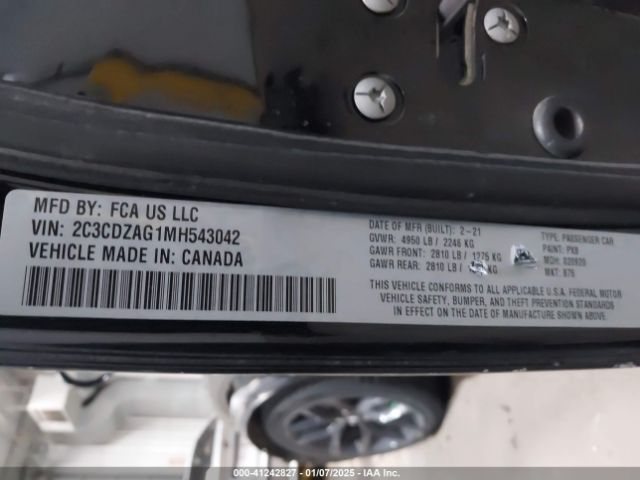 MFD BY: FCA US LLC
VIN: 2C3CDZAG1MH543042
VEHICLE MADE IN: CANADA
DATE OF MFR (BUILT): 2-21
GVWR: 4950 LB / 2246 KG
GAWR FRONT: 2810 LB / 1275 KG
GAWR REAR: 2810 LB / KG
TYPE: PASSENGER CAR
PAINT: PX8
MDH:
MKT:
THIS VEHICLE CONFORMS TO ALL APPLICABLE U.S.A. FEDERAL MOTOR
VEHICLE SAFETY, BUMPER, AND THEFT PREVENTION STANDARDS
IN EFFECT ON THE DATE OF MANUFACTURE SHOWN ABOVE.
000-41242827 - 01/07/2025 - IAA Inc.